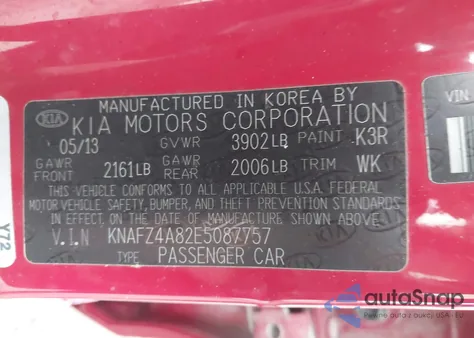 MANUFACTURED IN KOREA BY
KIA KIA MOTORS CORPORATION
05/13 GVWR 3902LB PAINT K3R
GAWR FRONT 2161LB GAWR REAR 2006LB TRIM WK
THIS VEHICLE CONFORMS TO ALL APPLICABLE U.S.A. FEDERAL
MOTOR VEHICLE SAFETY, BUMPER, AND THEFT PREVENTION STANDARDS
IN EFFECT, ON THE DATE OF MANUFACTURE SHOWN ABOVE.
V.I.N KNAFZ4A82E5087757
TYPE PASSENGER CAR
VIN
Y72
autoSnap